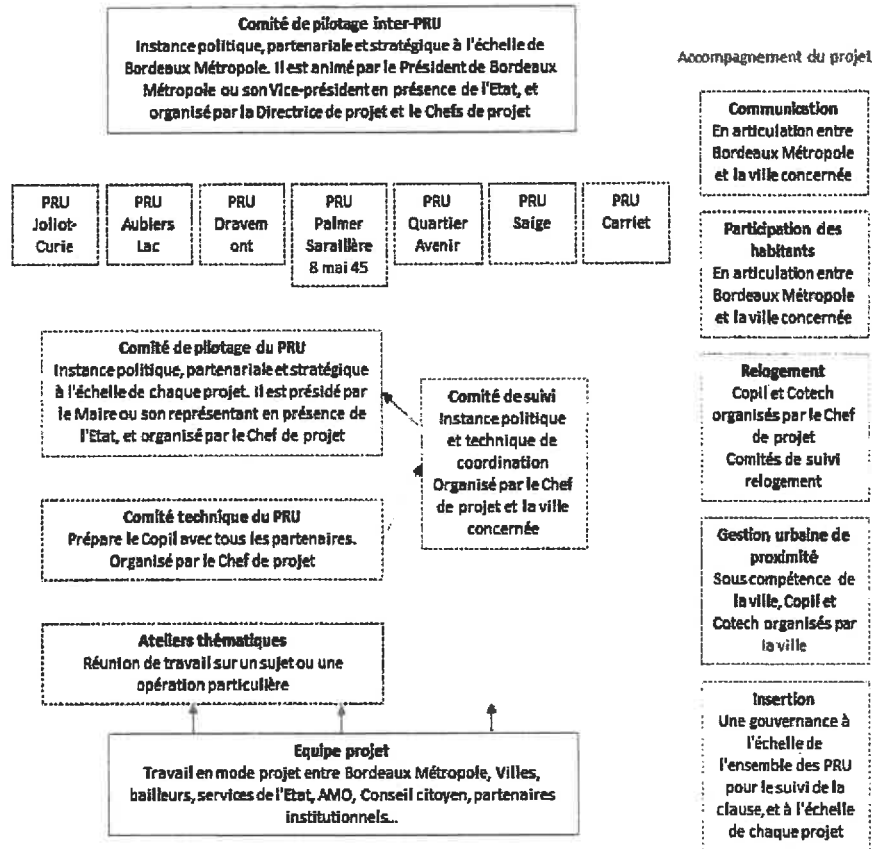 Comité de pilotage inter-PRU
Instance politique, partenariale et stratégique à l'échelle de
Bordeaux Métropole. Il est animé par le Président de Bordeaux
Métropole ou son Vice-président en présence de l'Etat, et
organisé par la Directrice de projet et le Chefs de projet
PRU
Joliot-
Curie
PRU
Aubiers
Lac
PRU
Dravem
ont
PRU
Palmer
Saraillère
8 mai 45
PRU
Quartier
Avenir
PRU
Saige
PRU
Carriet
Comité de pilotage du PRU
Instance politique, partenariale et stratégique
à l'échelle de chaque projet. Il est présidé par
le Maire ou son représentant en présence de
l'Etat, et organisé par le Chef de projet
Comité de suivi
Instance politique
et technique de
coordination
Organisé par le Chef
de projet et la ville
concernée
Comité technique du PRU
Prépare le Copil avec tous les partenaires.
Organisé par le Chef de projet
Ateliers thématiques
Réunion de travail sur un sujet ou une
opération particulière
Equipe projet
Travail en mode projet entre Bordeaux Métropole, Villes,
bailleurs, services de l'Etat, AMO, Conseil citoyen, partenaires
institutionnels...
Accompagnement du projet
Communication
En articulation entre
Bordeaux Métropole
et la ville concernée
Participation des
habitants
En articulation entre
Bordeaux Métropole
et la ville concernée
Relogement
Copil et Cotech
organisés par le Chef
de projet
Comités de suivi
relogement
Gestion urbaine de
proximité
Sous compétence de
la ville, Copil et
Cotech organisés par
la ville
Insertion
Une gouvernance à
l'échelle de
l'ensemble des PRU
pour le suivi de la
clause, et à l'échelle
de chaque projet